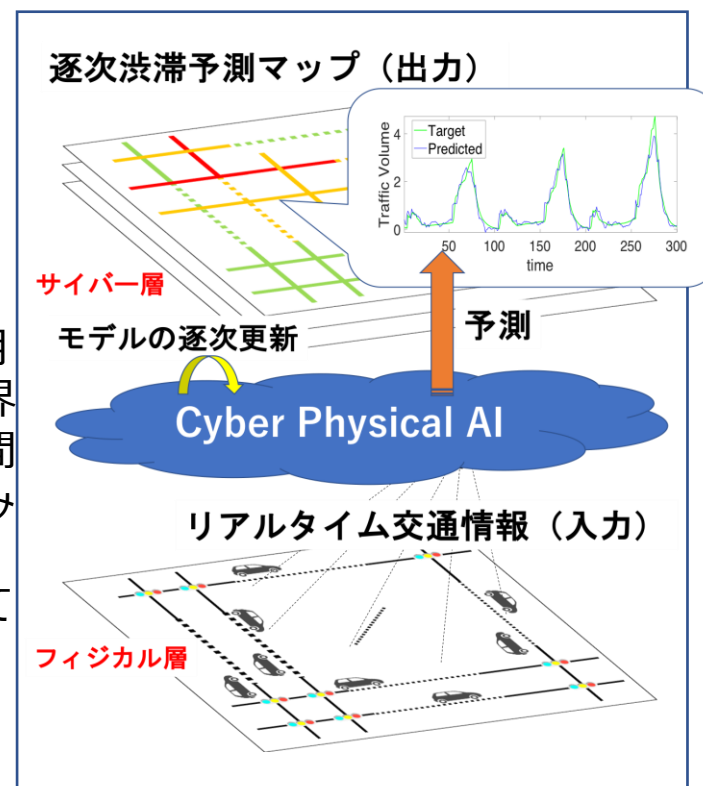 逐次渋滞予測マップ（出力）
Target
Predicted
Traffic Volume
4
2
0
50 100 150 200 250 300
time
サイバー層
予測
モデルの逐次更新
界
間
み
Cyber Physical AI
リアルタイム交通情報（入力）
フィジカル層